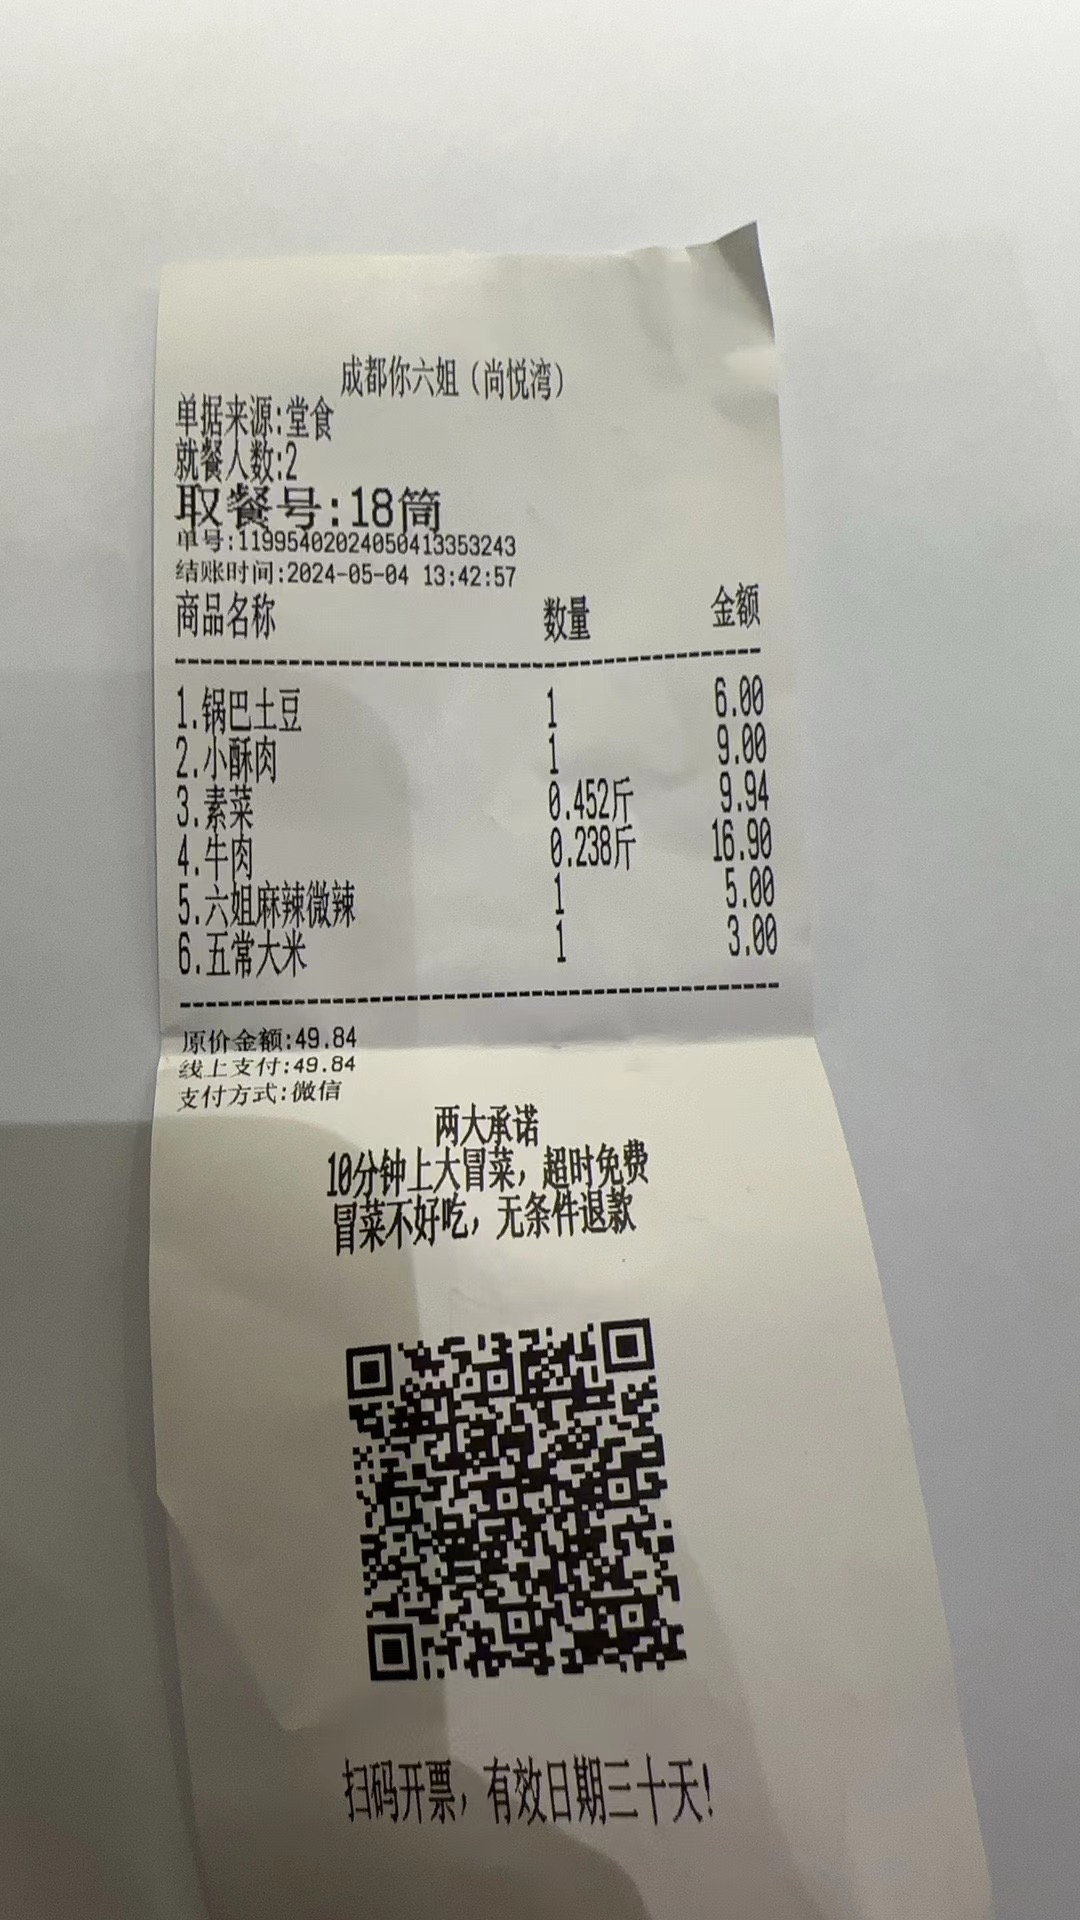 成都你六姐（尚悦湾）
单据来源:堂食
就餐人数:2
取餐号:18筒
单号:11995402024050413353243
结账时间:2024-05-04 13:42:57
商品名称 数量 金额
1.锅巴土豆 1 6.00
2.小酥肉 1 9.00
3.素菜 0.452斤 9.94
4.牛肉 0.238斤 16.90
5.六姐麻辣微辣 1 5.00
6.五常大米 1 3.00
原价金额:49.84
线上支付:49.84
支付方式:微信
两大承诺
10分钟上大冒菜，超时免费
冒菜不好吃，无条件退款
扫码开票，有效日期三十天！